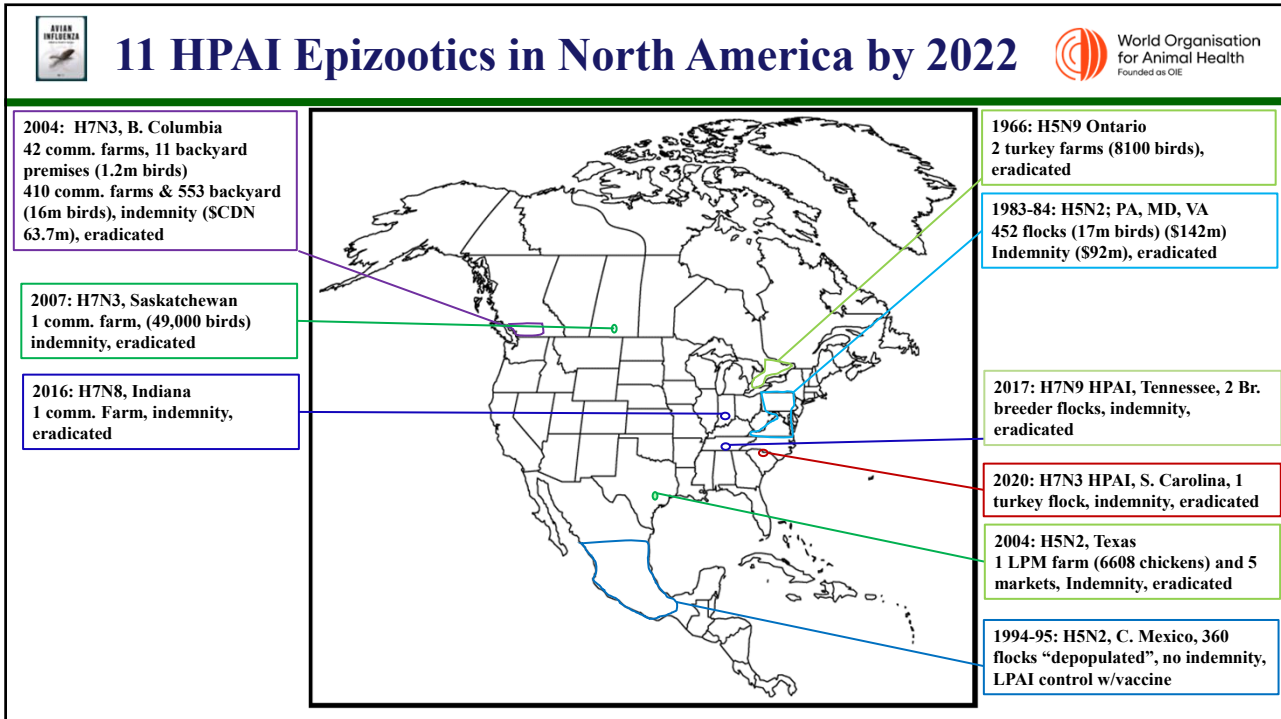 AVIAN
INFLUENZA
11 HPAI Epizootics in North America by 2022
World Organisation
for Animal Health
Founded as OIE
2004:  H7N3, B. Columbia
42 comm. farms, 11 backyard
premises (1.2m birds)
410 comm. farms & 553 backyard
(16m birds), indemnity ($CDN
63.7m), eradicated
2007: H7N3, Saskatchewan
1 comm. farm, (49,000 birds)
indemnity, eradicated
2016: H7N8, Indiana
1 comm. Farm, indemnity,
eradicated
1966: H5N9 Ontario
2 turkey farms (8100 birds),
eradicated
1983-84: H5N2; PA, MD, VA
452 flocks (17m birds) ($142m)
Indemnity ($92m), eradicated
2017: H7N9 HPAI, Tennessee, 2 Br.
breeder flocks, indemnity,
eradicated
2020: H7N3 HPAI, S. Carolina, 1
turkey flock, indemnity, eradicated
2004: H5N2, Texas
1 LPM farm (6608 chickens) and 5
markets, Indemnity, eradicated
1994-95: H5N2, C. Mexico, 360
flocks “depopulated”, no indemnity,
LPAI control w/vaccine